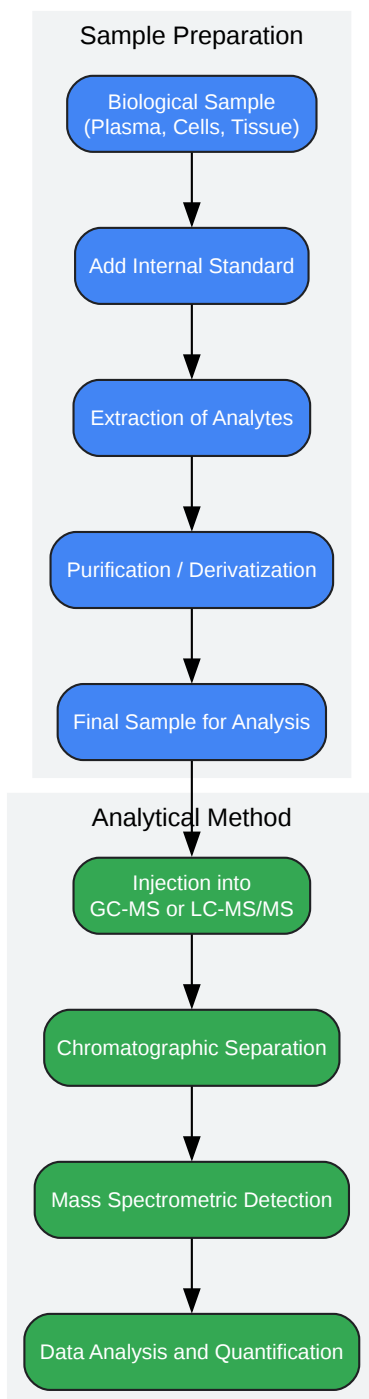 Sample Preparation
Biological Sample
(Plasma, Cells, Tissue)
Add Internal Standard
Extraction of Analytes
Purification / Derivatization
Final Sample for Analysis
Analytical Method
Injection into
GC-MS or LC-MS/MS
Chromatographic Separation
Mass Spectrometric Detection
Data Analysis and Quantification